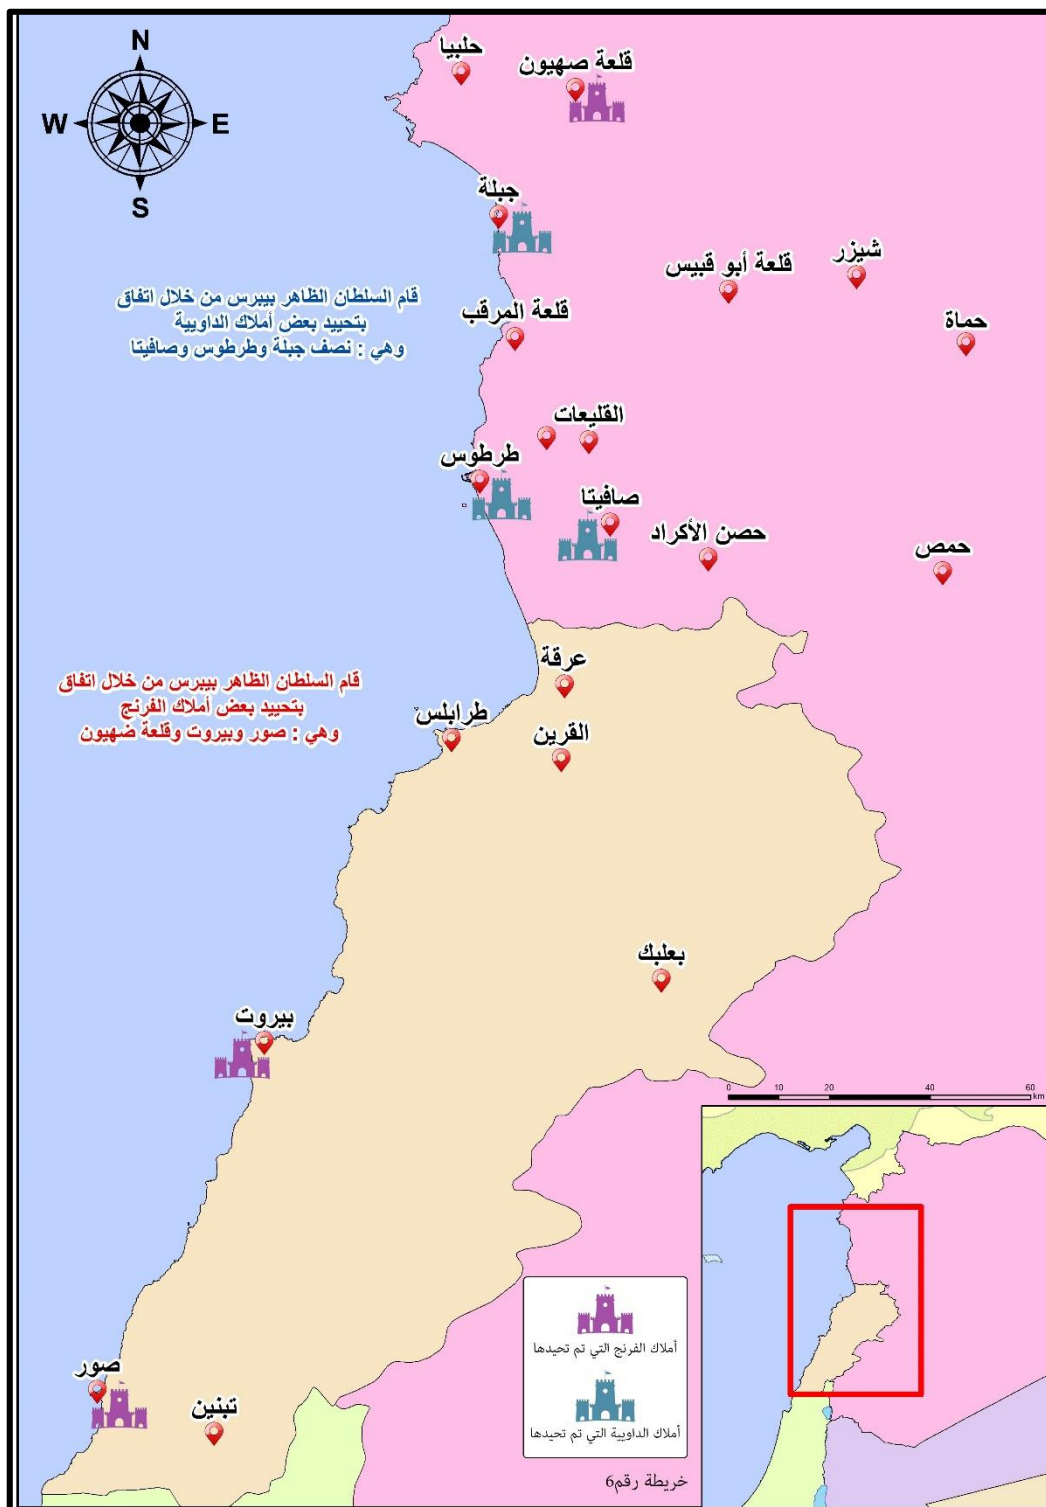 N
حلبيا
قلعة صهيون
W
E
S
جبلة
شيزر
قلعة أبو قبيس
قام السلطان الظاهر بيبرس من خلال اتفاق
بتحييد بعض أملاك الداوبية
وهي : نصف جبلة وطرطوس وصافيتا
قلعة المرقب
حماة
القليعات
طرطوس
صافيتا
حصن الأكراد
حمص
عرقة
قام السلطان الظاهر بيبرس من خلال اتفاق
بتحييد بعض أملاك الفرنج
وهي : صور وبيروت وقلعة ضهيون
طرابلس
القرين
بعلبك
بيروت
0 10 20 40 60
km
أملاك الفرنج التي تم تحيدها
صور
تبنين
أملاك الداويية التي تم تحيدها
خريطة رقم6